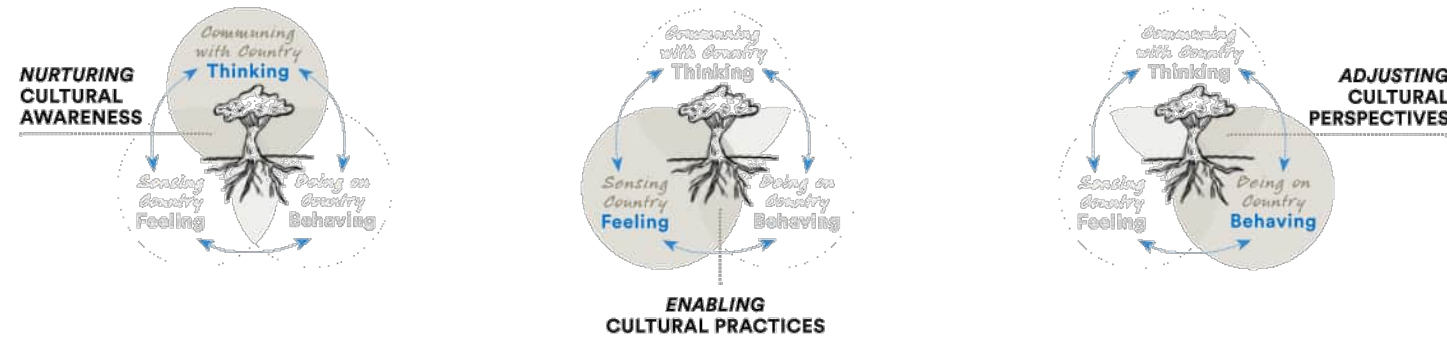 Communing
with Country
Thinking
NURTURING
CULTURAL
AWARENESS
Sensing
Country
Feeling
Doing on
Country
Behaving
Communing
with Country
Thinking
Sensing
Country
Feeling
Doing on
Country
Behaving
ENABLING
CULTURAL PRACTICES
Communing
with Country
Thinking
ADJUSTING
CULTURAL
PERSPECTIVES
Sensing
Country
Feeling
Being on
Country
Behaving